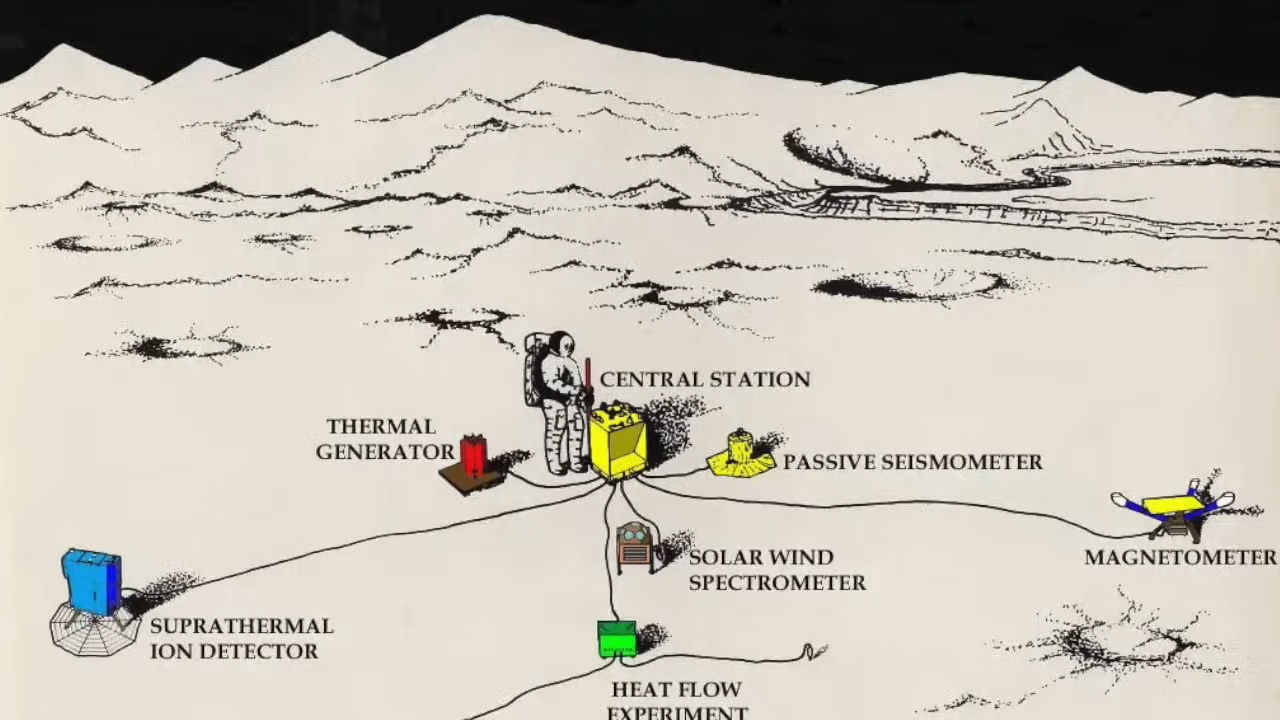 CENTRAL STATION
THERMAL
GENERATOR
PASSIVE SEISMOMETER
MAGNETOMETER
SOLAR WIND
SPECTROMETER
SUPRATHERMAL
ION DETECTOR
HEAT FLOW
EXPERIMENT